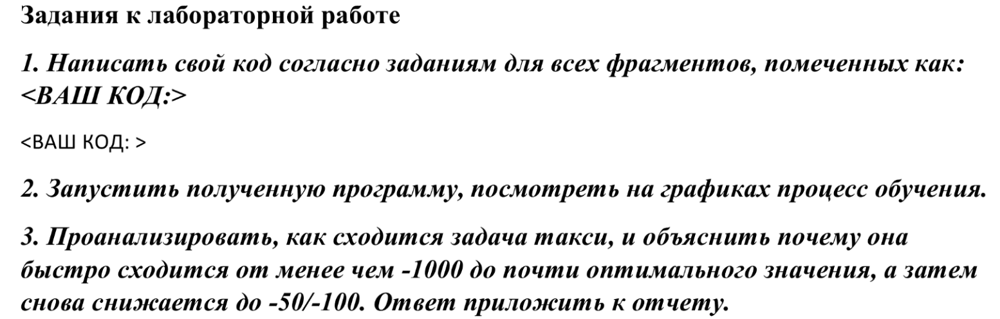 Задания к лабораторной работе
1. Написать свой код согласно заданиям для всех фрагментов, помеченных как:
<ВАШ КОД:>
<ВАШ КОД: >
2. Запустить полученную программу, посмотреть на графиках процесс обучения.
3. Проанализировать, как сходится задача такси, и объяснить почему она
быстро сходится от менее чем -1000 до почти оптимального значения, а затем
снова снижается до -50/-100. Ответ приложить к отчету.